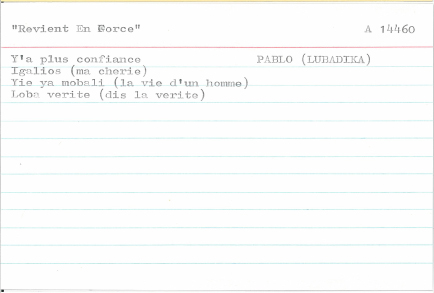 "Revient En Force" A 14460
Y'a plus confiance PABLO (LUBADIKA)
Igalios (ma cherie)
Yie ya mobali (la vie d'un homme)
Loba verite (dis la verite)